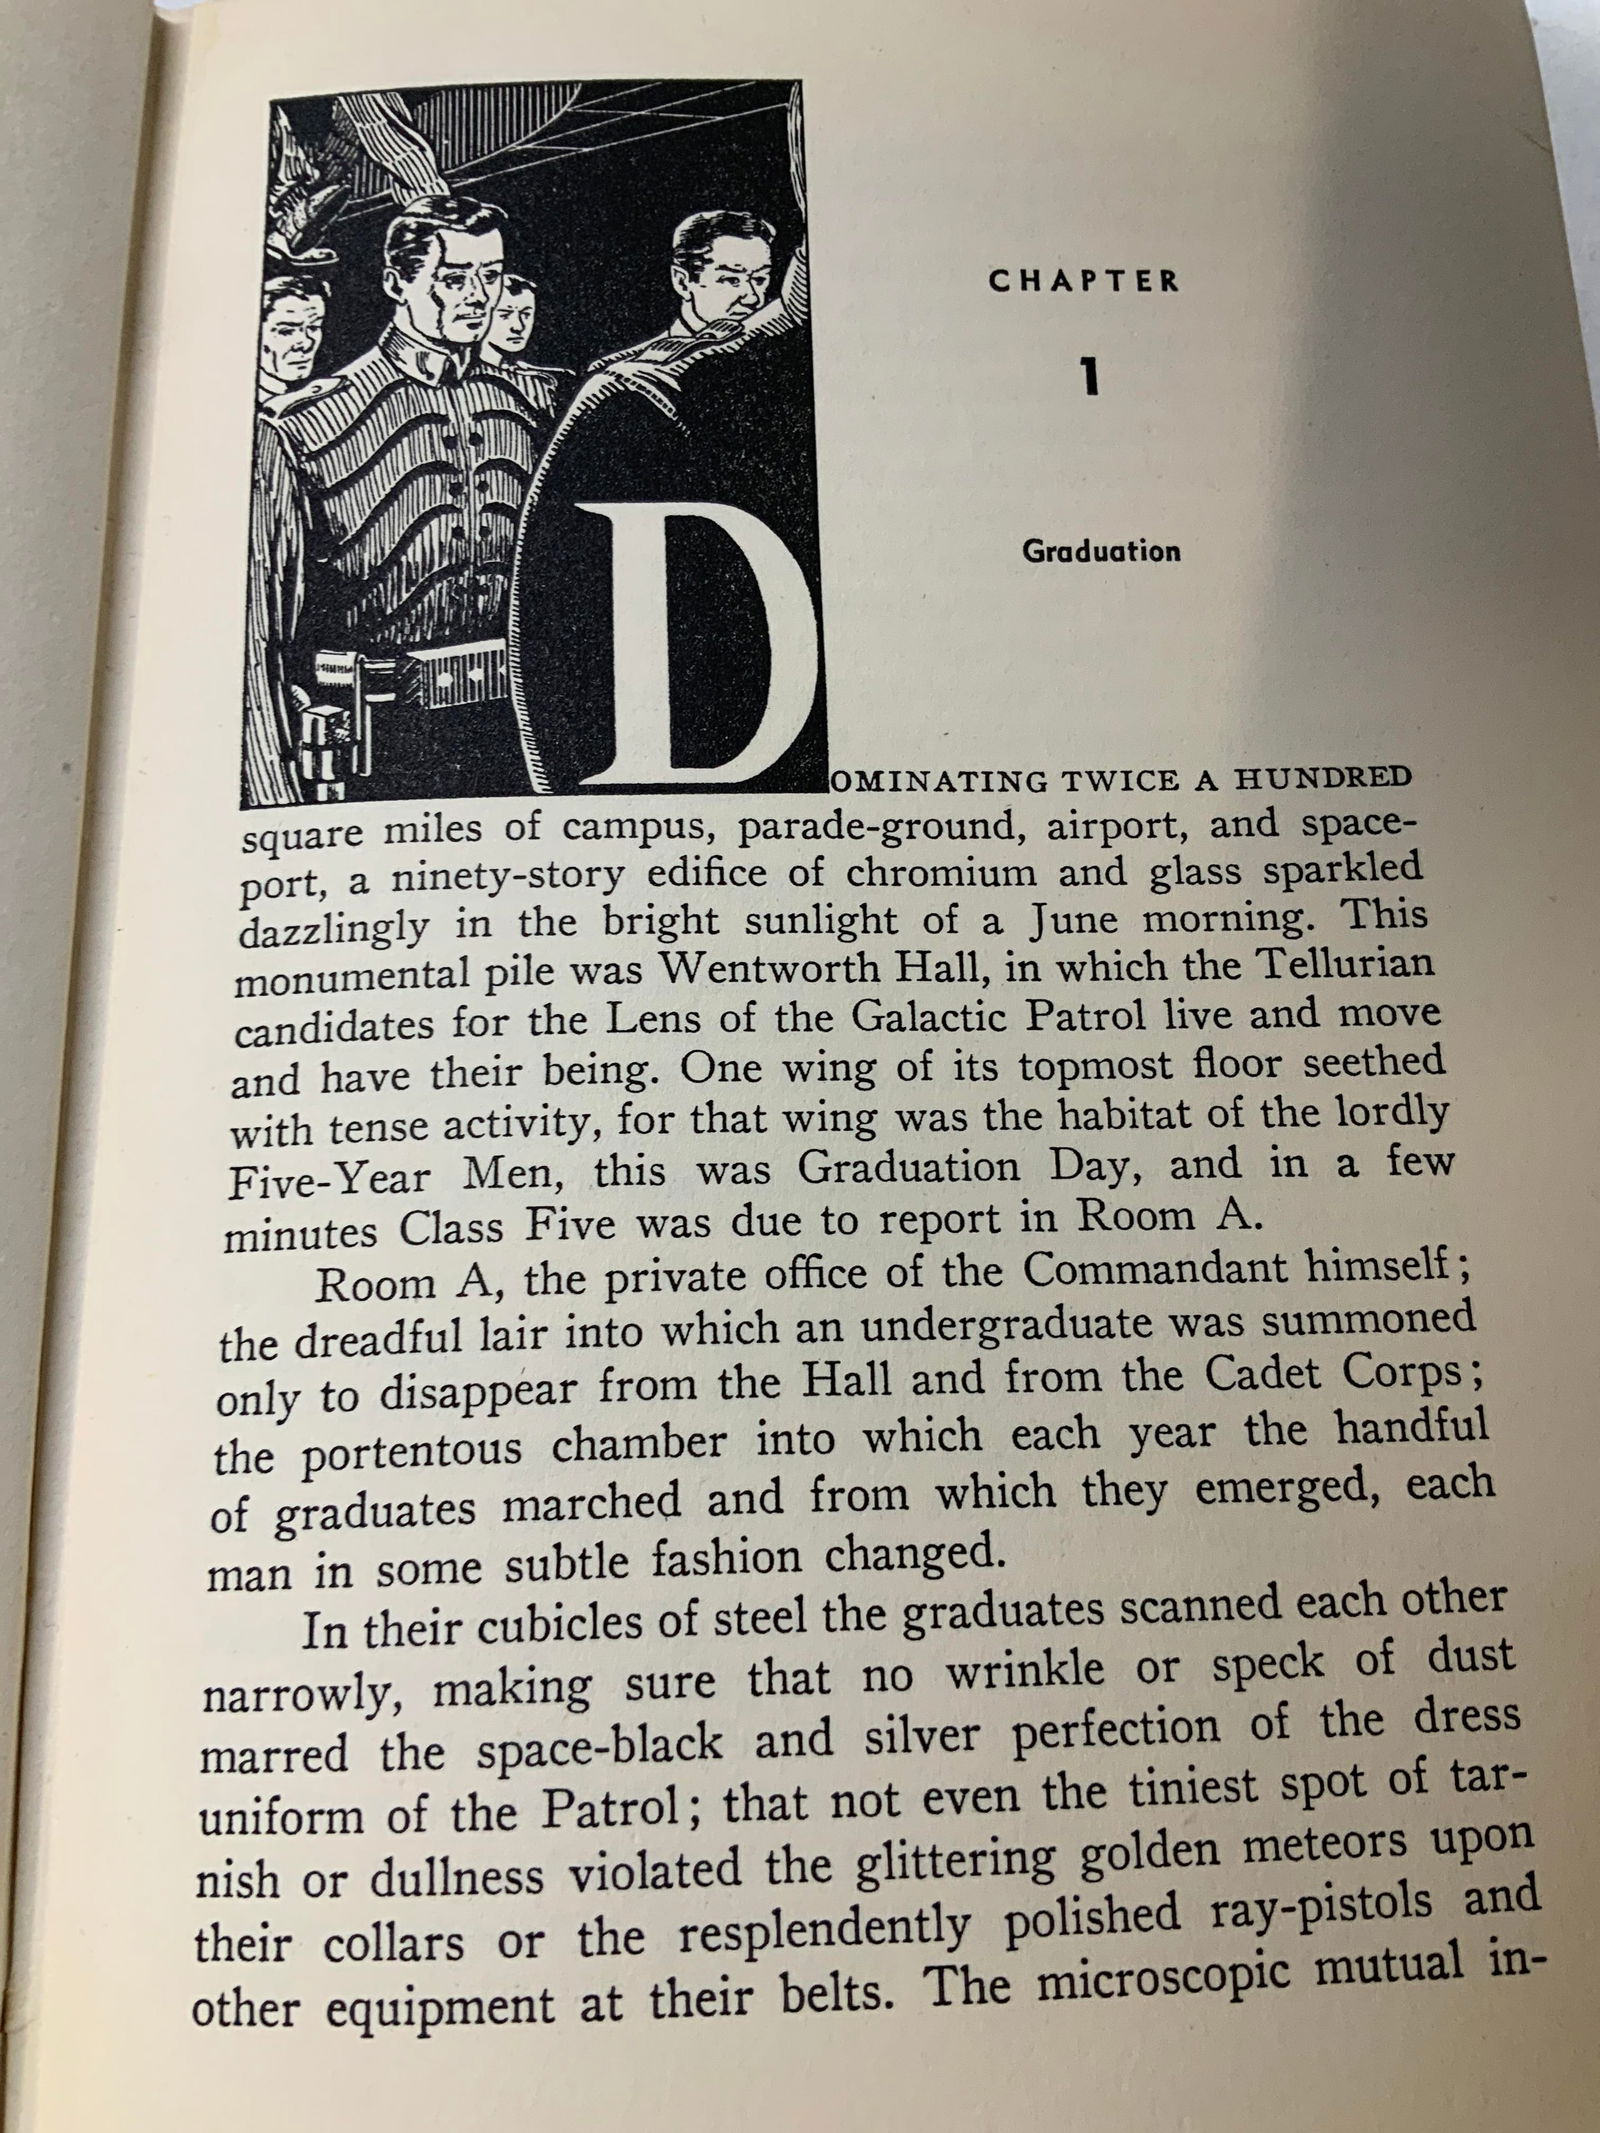 CHAPTER
1
Graduation
DOMINATING TWICE A HUNDRED
square miles of campus, parade-ground, airport, and space-
port, a ninety-story edifice of chromium and glass sparkled
dazzlingly in the bright sunlight of a June morning. This
monumental pile was Wentworth Hall, in which the Tellurian
candidates for the Lens of the Galactic Patrol live and move
and have their being. One wing of its topmost floor seethed
with tense activity, for that wing was the habitat of the lordly
Five-Year Men, this was Graduation Day, and in a few
minutes Class Five was due to report in Room A.
Room A, the private office of the Commandant himself;
the dreadful lair into which an undergraduate was summoned
only to disappear from the Hall and from the Cadet Corps;
the portentous chamber into which each year the handful
of graduates marched and from which they emerged, each
man in some subtle fashion changed.
In their cubicles of steel the graduates scanned each other
narrowly, making sure that no wrinkle or speck of dust
marred the space-black and silver perfection of the dress
uniform of the Patrol; that not even the tiniest spot of tar-
nish or dullness violated the glittering golden meteors upon
their collars or the resplendently polished ray-pistols and
other equipment at their belts. The microscopic mutual in-